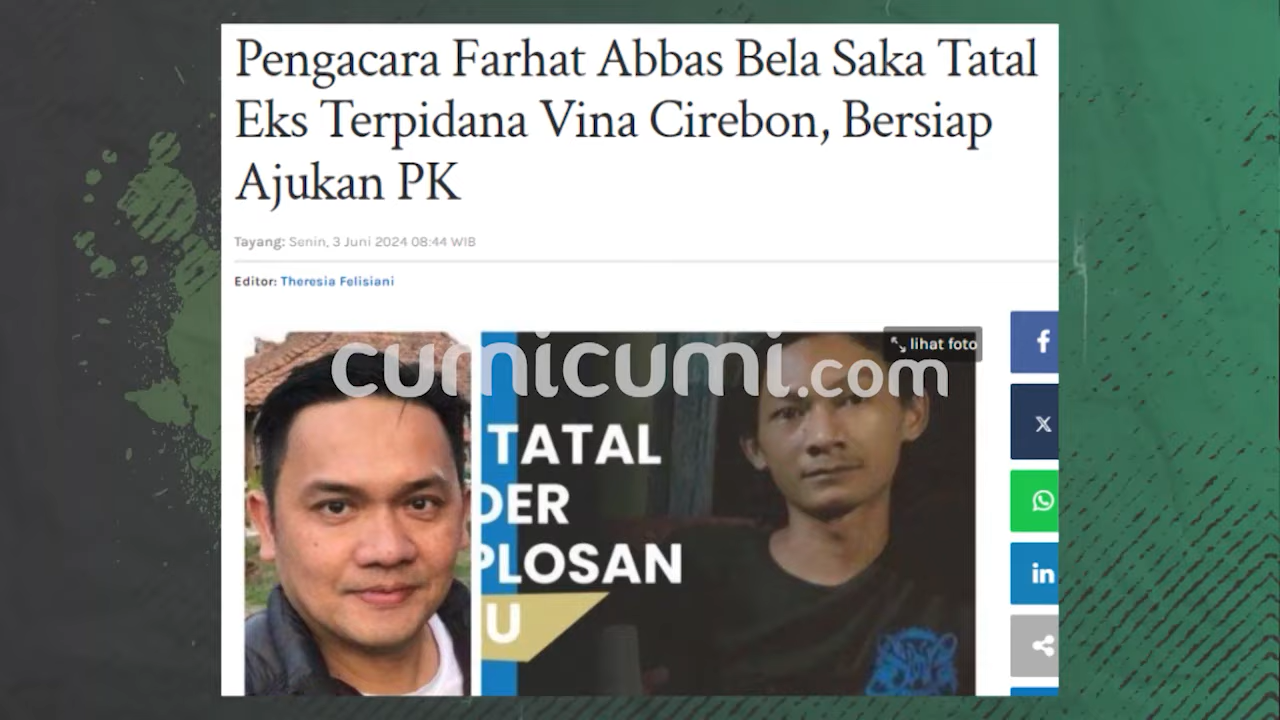 Pengacara Farhat Abbas Bela Saka Tatal
Eks Terpidana Vina Cirebon, Bersiap
Ajukan PK
Tayang: Senin, 3 Juni 2024 08:44 WIB
Editor: Theresia Felisiani
lihat foto
cumicumi.com
TATAL
DER
PLOSAN
U